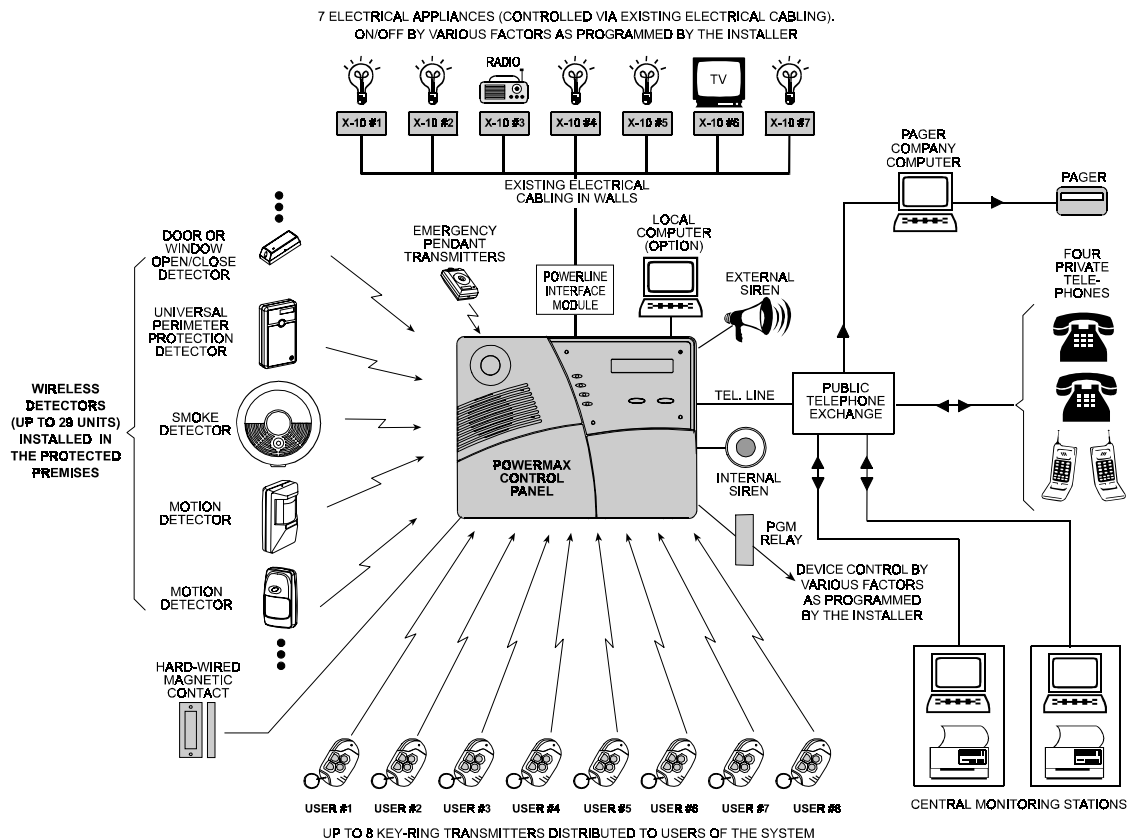 7 ELECTRICAL APPLIANCES (CONTROLLED VIA EXISTING ELECTRICAL CABLING).
ON/OFF BY VARIOUS FACTORS AS PROGRAMMED BY THE INSTALLER
RADIO
TV
X-10 #1
X-10 #2
X-10 #3
X-10 #4
X-10 #5
X-10 #6
X-10 #7
EXISTING ELECTRICAL
CABLING IN WALLS
PAGER
COMPANY
COMPUTER
PAGER
DOOR OR
WINDOW
OPEN/CLOSE
DETECTOR
EMERGENCY
PENDANT
TRANSMITTERS
POWERLINE
INTERFACE
MODULE
LOCAL
COMPUTER
(OPTION)
EXTERNAL
SIREN
FOUR
PRIVATE
TELE-
PHONES
UNIVERSAL
PERIMETER
PROTECTION
DETECTOR
WIRELESS
DETECTORS
(UP TO 29 UNITS)
INSTALLED IN
THE PROTECTED
PREMISES
SMOKE
DETECTOR
TEL. LINE
PUBLIC
TELEPHONE
EXCHANGE
POWERMAX
CONTROL
PANEL
INTERNAL
SIREN
MOTION
DETECTOR
PGM
RELAY
DEVICE CONTROL BY
VARIOUS FACTORS
AS PROGRAMMED
BY THE INSTALLER
MOTION
DETECTOR
HARD-WIRED
MAGNETIC
CONTACT
USER #1
USER #2
USER #3
USER #4
USER #5
USER #6
USER #7
USER #8
CENTRAL MONITORING STATIONS
UP TO 8 KEY-RING TRANSMITTERS DISTRIBUTED TO USERS OF THE SYSTEM